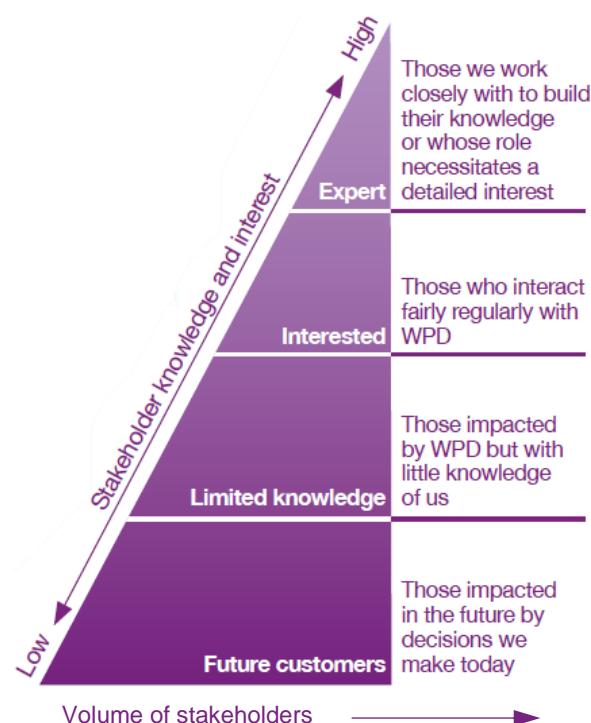 High
Stakeholder knowledge and interest
Low
Those we work
closely with to build
their knowledge
or whose role
necessitates a
detailed interest
Expert
Those who interact
fairly regularly with
WPD
Interested
Those impacted
by WPD but with
little knowledge
of us
Limited knowledge
Those impacted
in the future by
decisions we
make today
Future customers
Volume of stakeholders